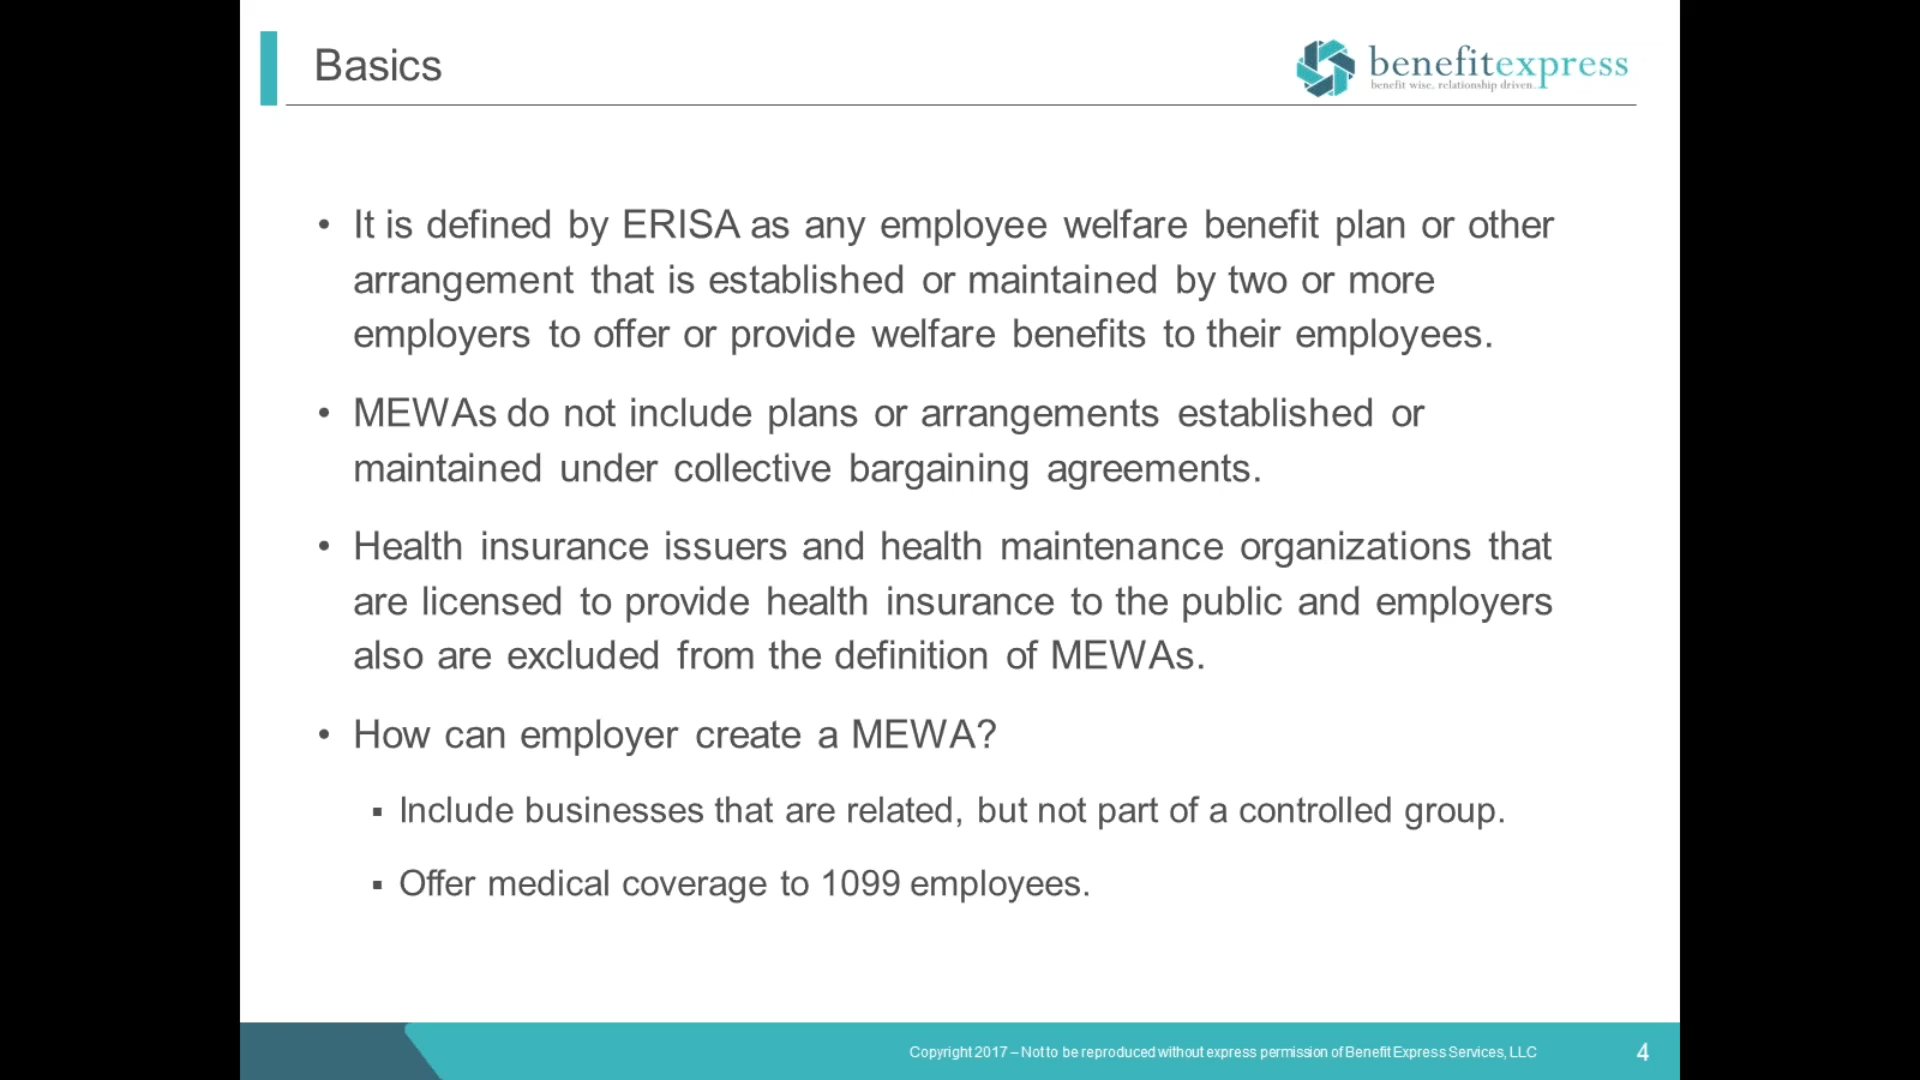 Basics
benefitexpress
benefit wise. relationship driven.
• It is defined by ERISA as any employee welfare benefit plan or other
arrangement that is established or maintained by two or more
employers to offer or provide welfare benefits to their employees.
• MEWAs do not include plans or arrangements established or
maintained under collective bargaining agreements.
• Health insurance issuers and health maintenance organizations that
are licensed to provide health insurance to the public and employers
also are excluded from the definition of MEWAs.
• How can employer create a MEWA?
▪ Include businesses that are related, but not part of a controlled group.
▪ Offer medical coverage to 1099 employees.
Copyright 2017 – Not to be reproduced without express permission of Benefit Express Services, LLC
4